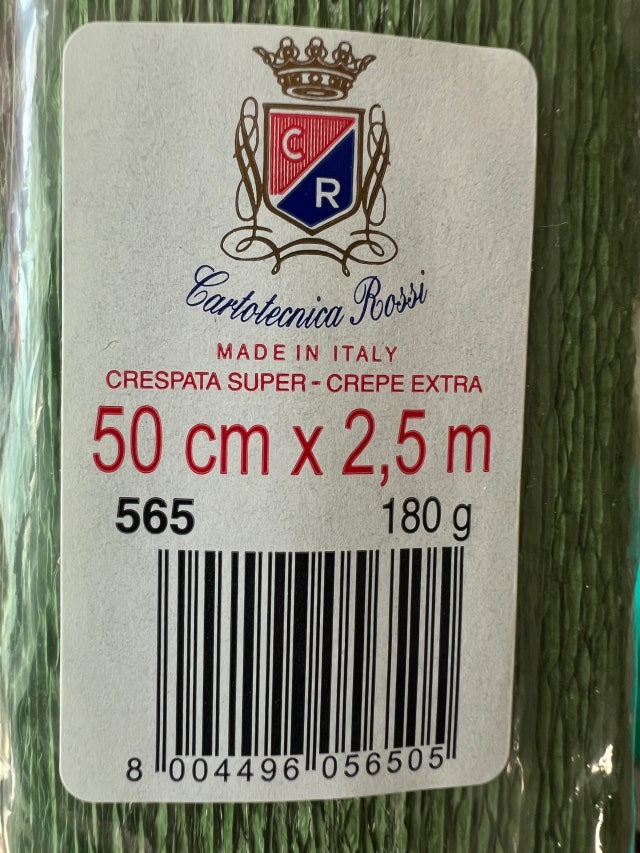 C
R
Cartotecnica Rossi
MADE IN ITALY
CRESPATA SUPER - CREPE EXTRA
50 cm x 2,5 m
565 180 g
8 004496 056505